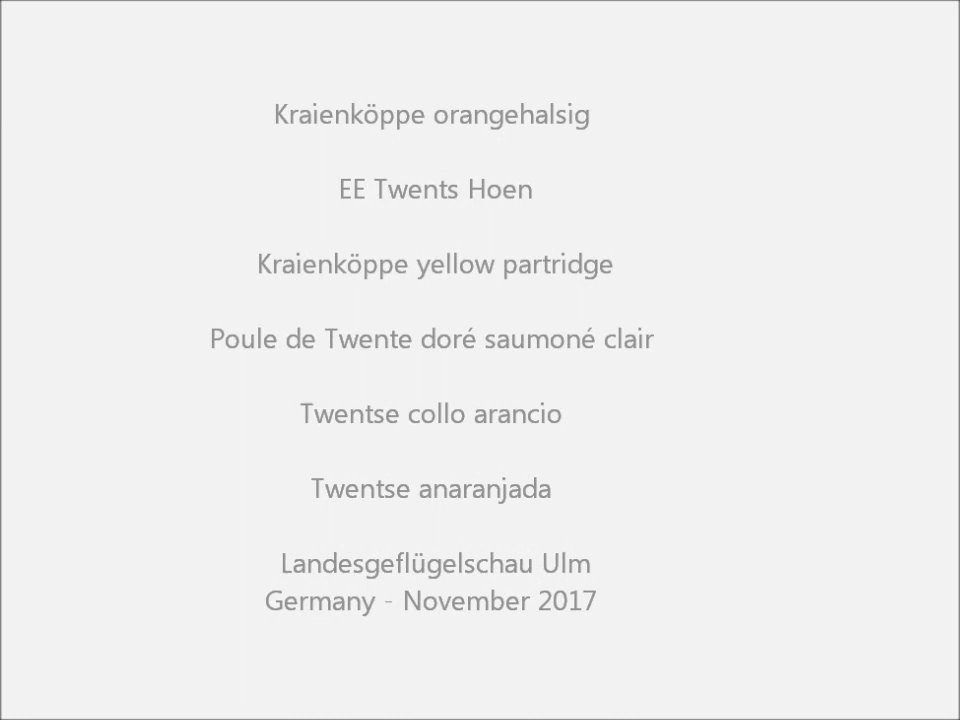 Kraienköppe orangehalsig
EE Twents Hoen
Kraienköppe yellow partridge
Poule de Twente doré saumoné clair
Twentse collo arancio
Twentse anaranjada
Landesgeflügelschau Ulm
Germany - November 2017